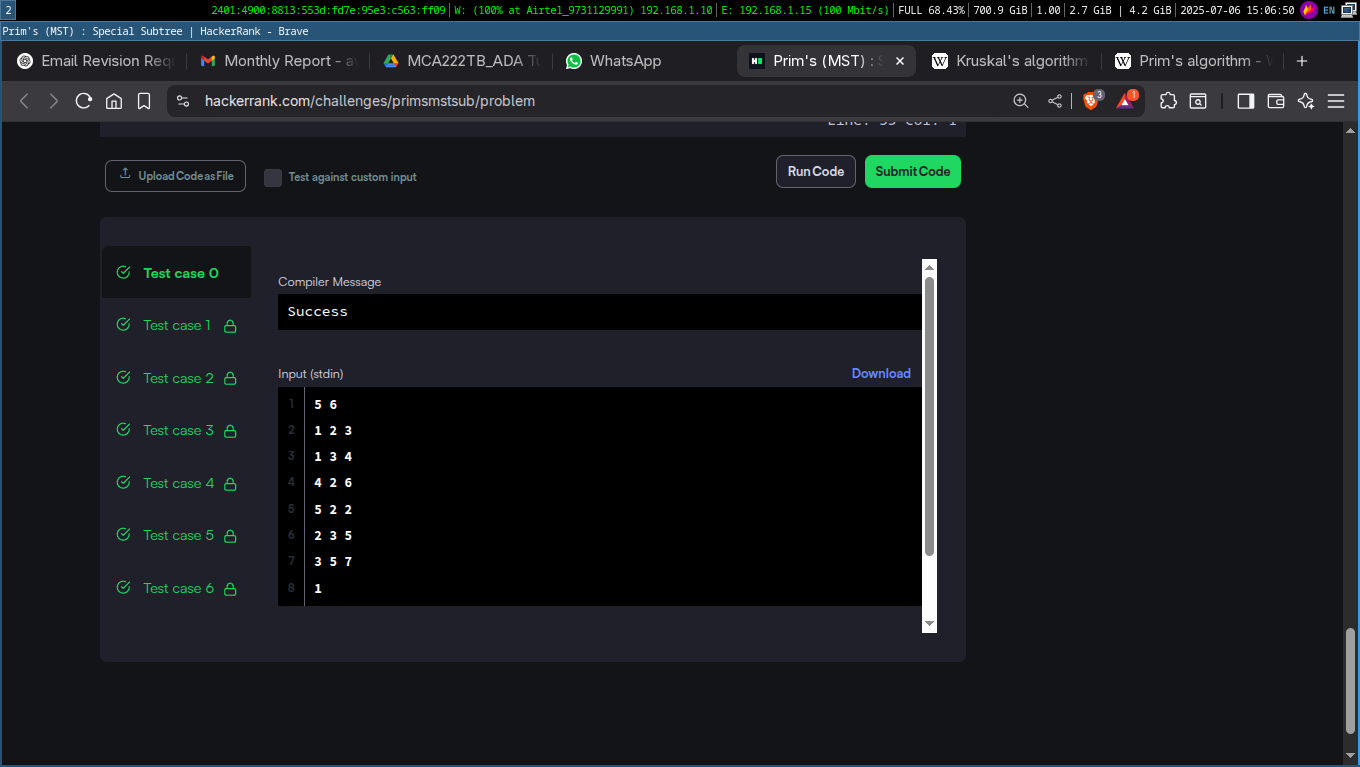 2 2401:4900:8813:553d:fd7e:95e3:c563:ff09 W: (100% at Airtel_9731129991) 192.168.1.10 E: 192.168.1.15 (100 Mbit/s) FULL 68.43% 700.9 GiB 1.00 2.7 GiB | 4.2 GiB 2025-07-06 15:06:50 EN
Prim's (MST) : Special Subtree | HackerRank - Brave
Email Revision Req Monthly Report - a MCA222TB_ADA Tu WhatsApp Prim's (MST) : S Kruskal's algorithm Prim's algorithm -
hackerrank.com/challenges/primsmstsub/problem 3 1
Upload Code as File
Test against custom input
Run Code
Submit Code
Test case 0
Test case 1
Test case 2
Test case 3
Test case 4
Test case 5
Test case 6
Compiler Message
Success
Input (stdin)
Download
1 5 6
2 1 2 3
3 1 3 4
4 4 2 6
5 5 2 2
6 2 3 5
7 3 5 7
8 1